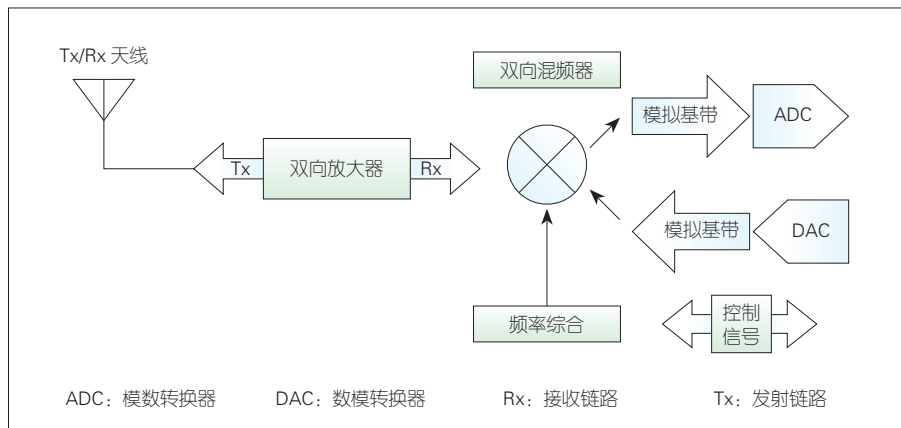 Tx/Rx 天线
双向混频器
模拟基带
ADC
Tx
双向放大器
Rx
模拟基带
DAC
频率综合
控制
信号
ADC：模数转换器
DAC：数模转换器
Rx：接收链路
Tx：发射链路